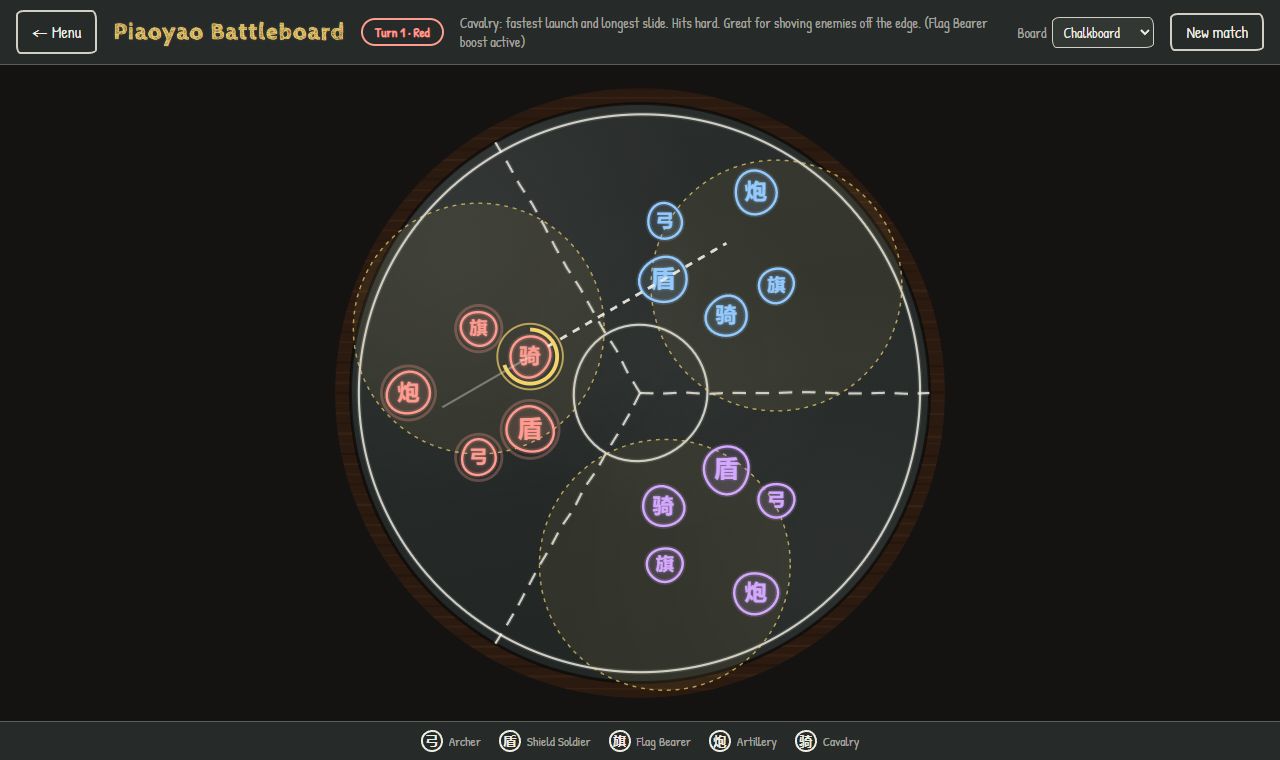 ← Menu
Piaoyao Battleboard
Turn 1 · Red
Cavalry: fastest launch and longest slide. Hits hard. Great for shoving enemies off the edge. (Flag Bearer
boost active)
Board
Chalkboard
New match
炮
弓
盾
旗
骑
旗
骑
炮
盾
弓
盾
弓
骑
旗
炮
弓 Archer
盾 Shield Soldier
旗 Flag Bearer
炮 Artillery
骑 Cavalry